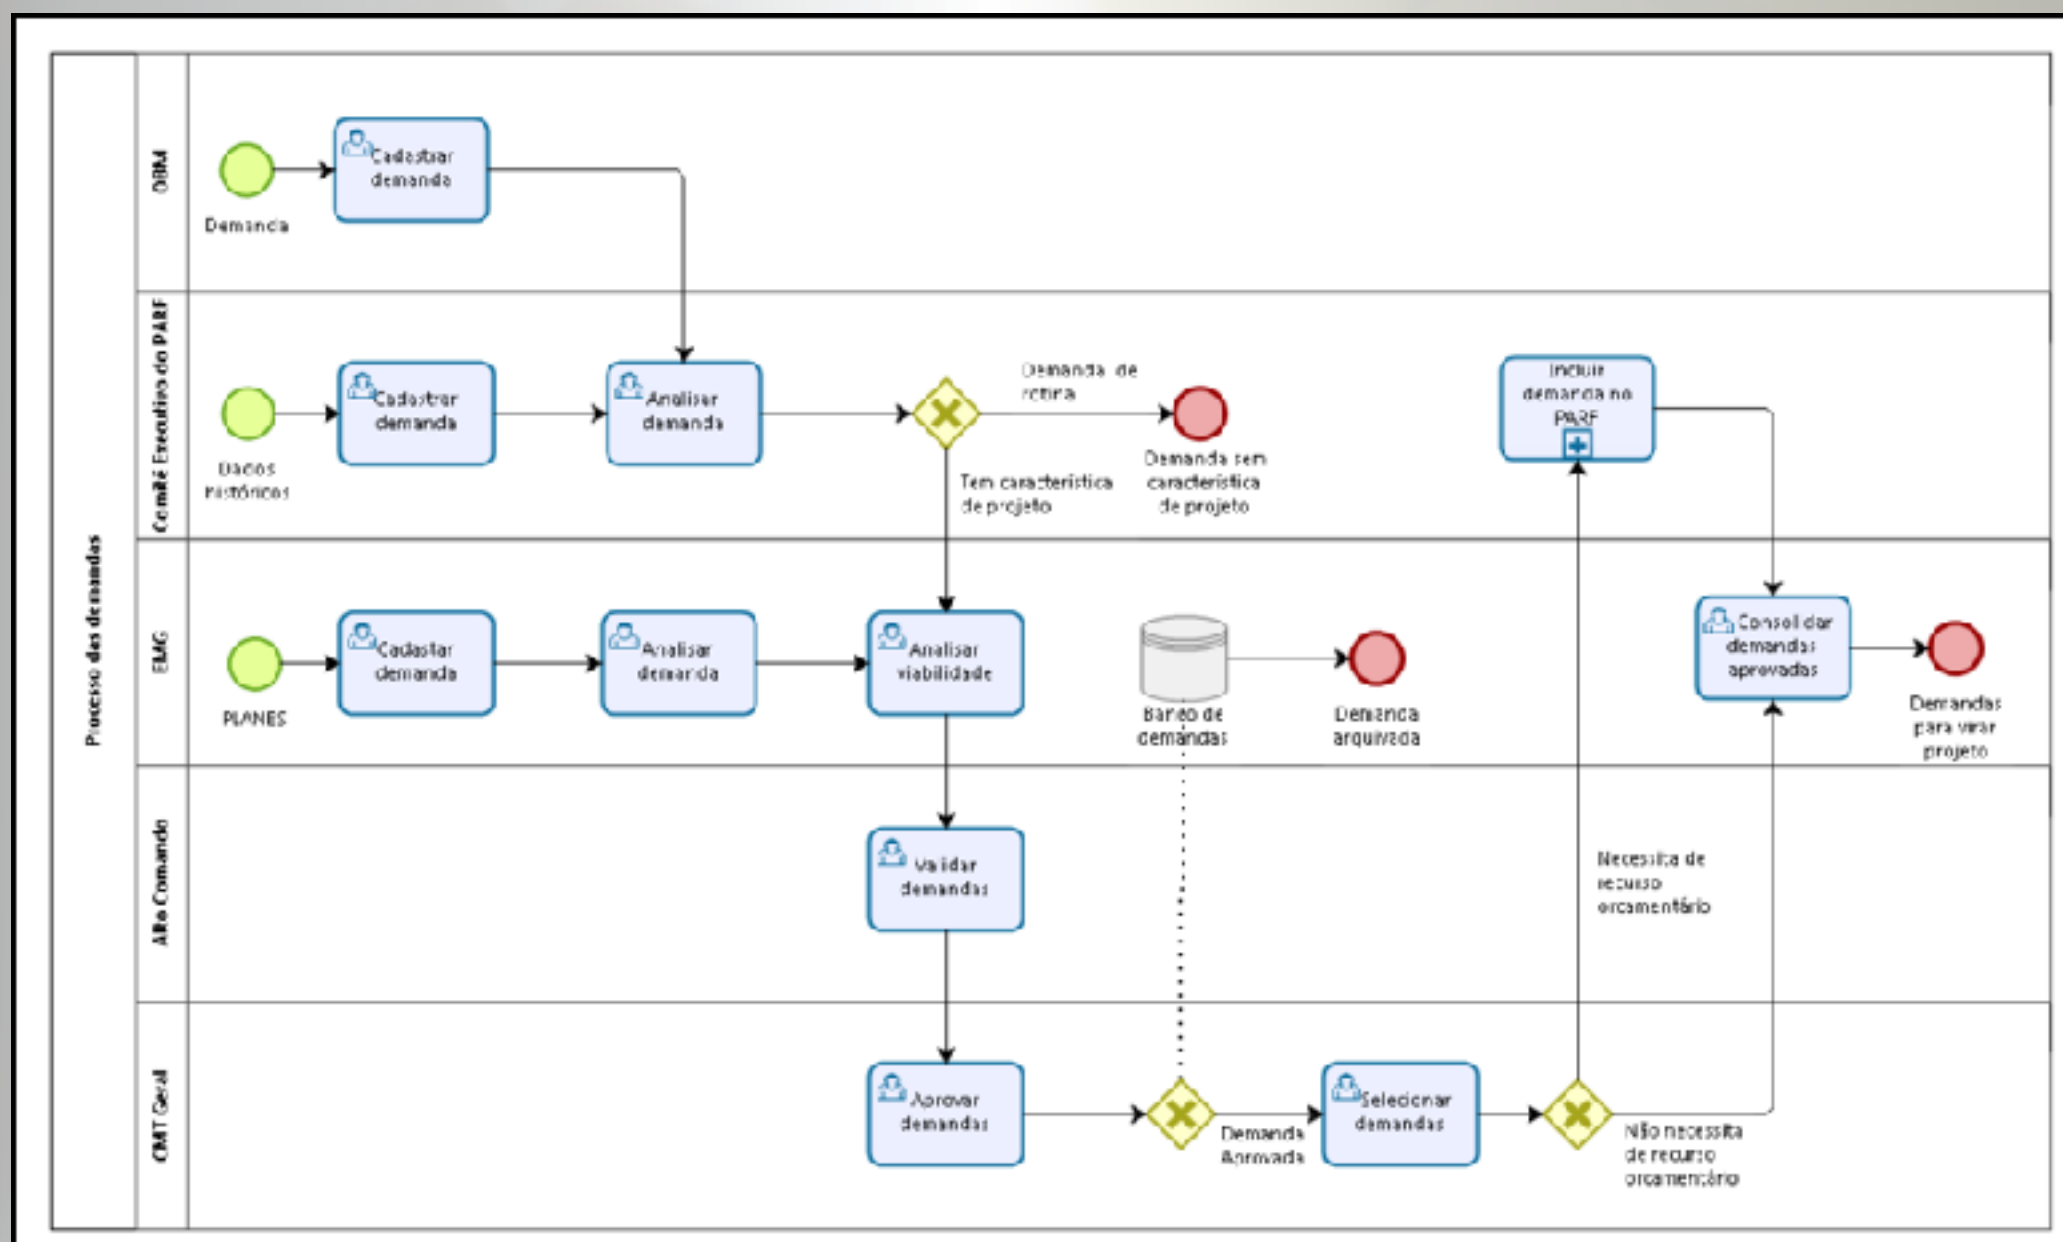 Processo das demandas
OBM
Cadastrar
demanda
Demanda
Comitê Executivo do PARF
Cadastrar
demanda
Dados
históricos
Analisar
demanda
Demanda de
rotina
Demanda sem
característica
de projeto
Tem característica
de projeto
Incluir
demanda no
PARF
EMG
PLANES
Cadastar
demanda
Analisar
demanda
Analisar
viabilidade
Banco de
demandas
Demanda
arquivada
Consolidar
demandas
aprovadas
Demandas
para virar
projeto
Alto Comando
Validar
demandas
Necessita de
recurso
orcamentário
CMT Geral
Aprovar
demandas
Demanda
Aprovada
Selecionar
demandas
Não necessita
de recurso
orcamentário